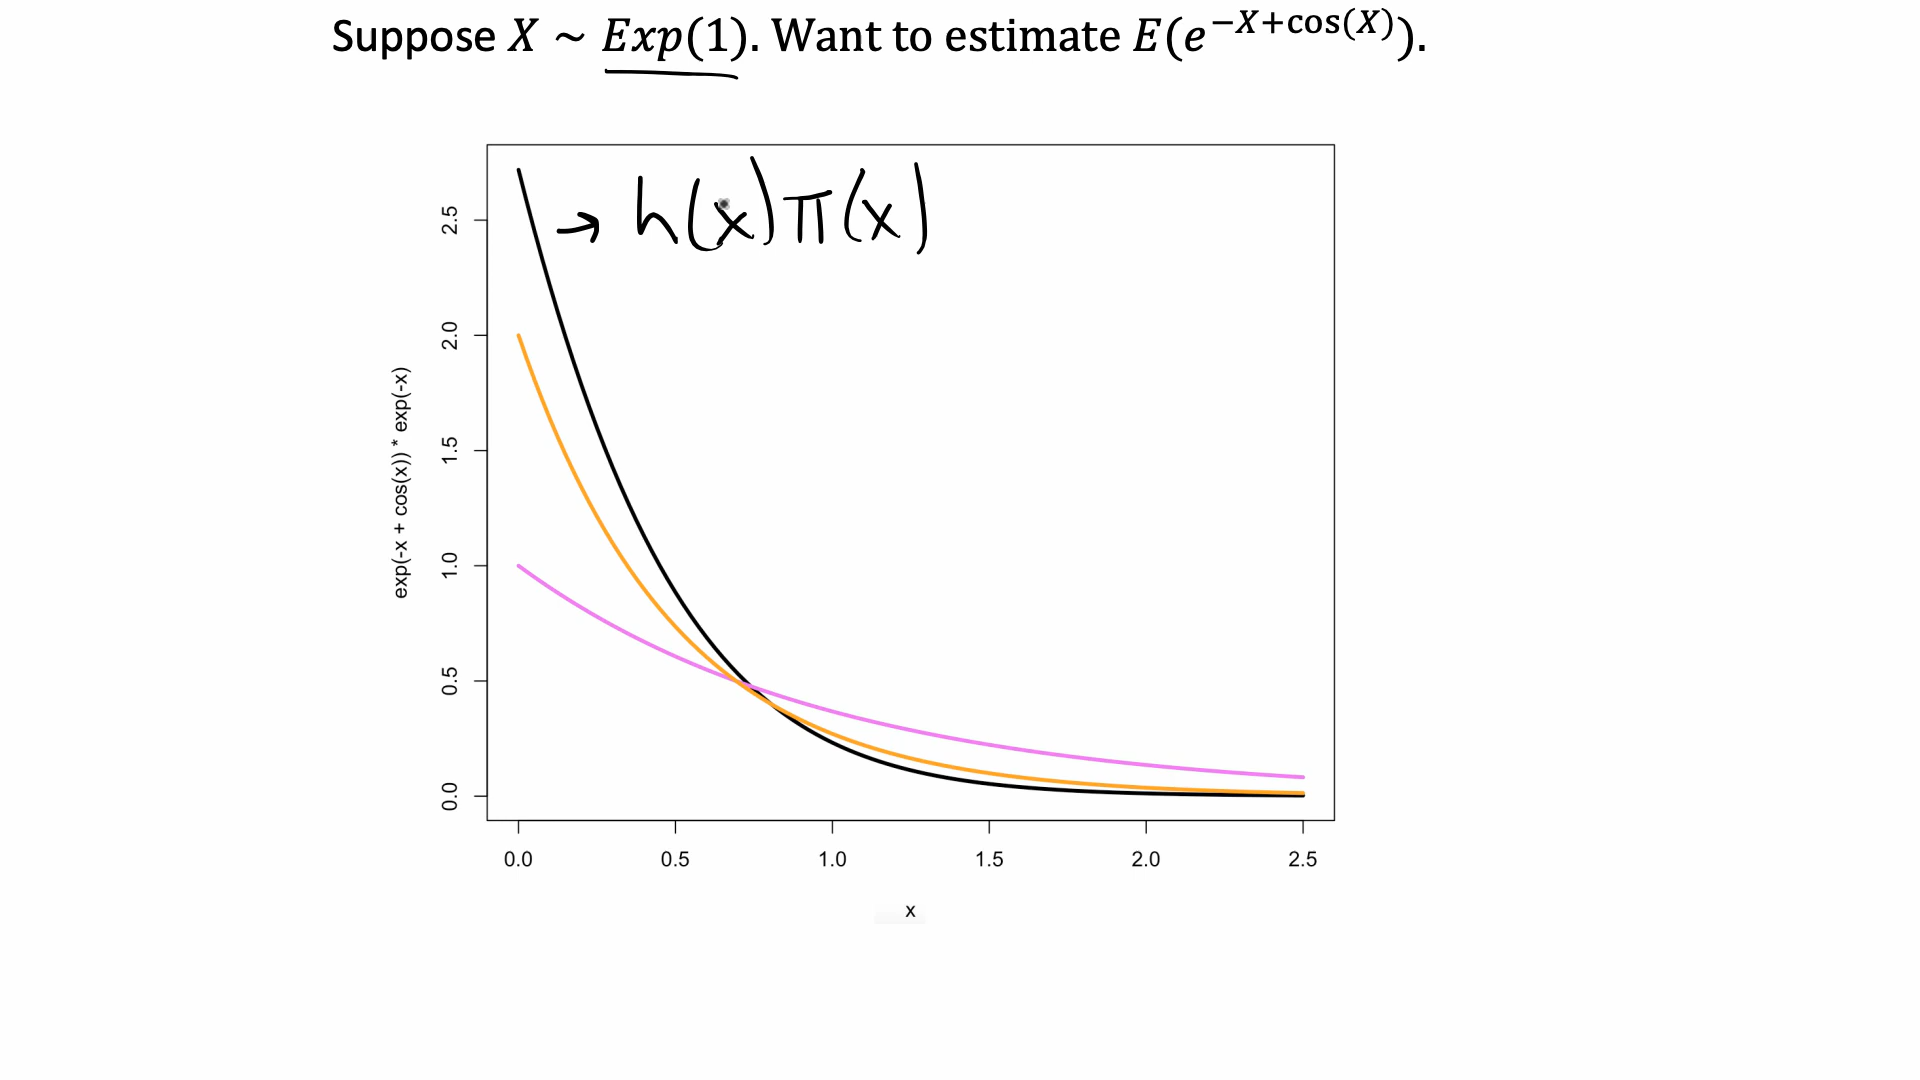 Suppose X ~ Exp(1). Want to estimate E(e^{-X+cos(X)}).
→ h(x)π(x)
exp(-x + cos(x)) * exp(-x)
2.5
2.0
1.5
1.0
0.5
0.0
0.0 0.5 1.0 1.5 2.0 2.5
x